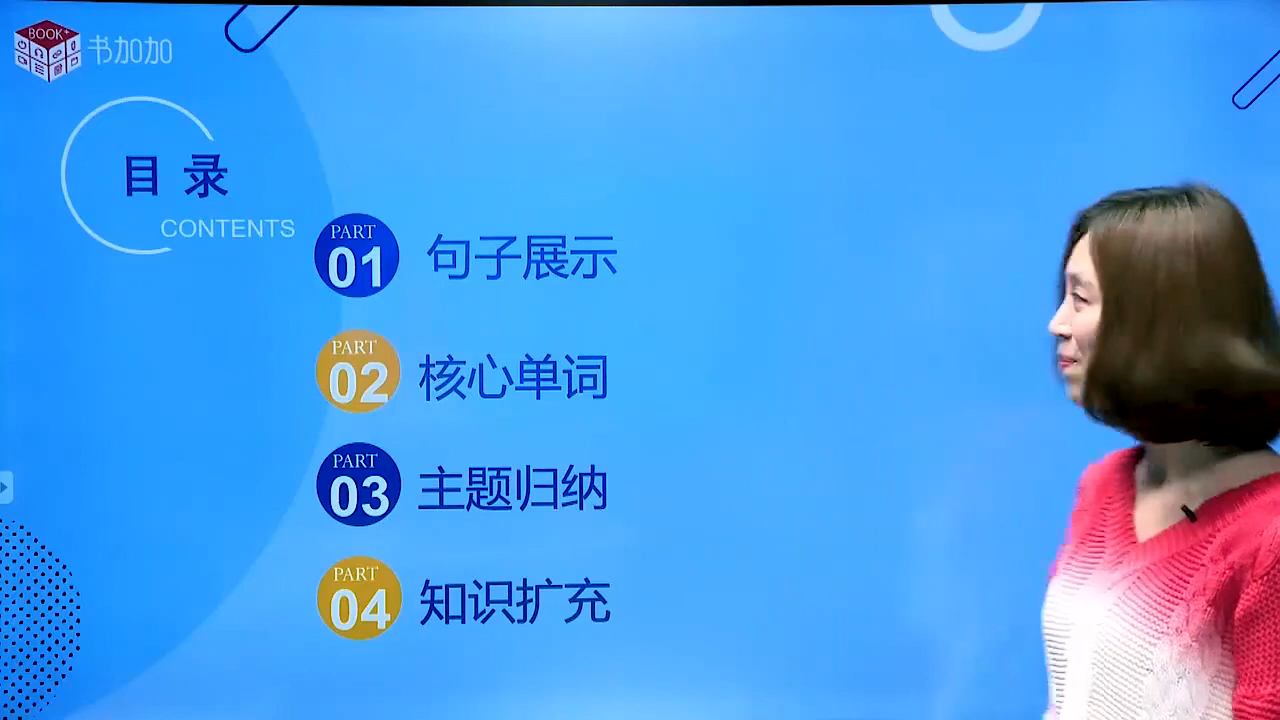 BOOK+
书加加
目录
CONTENTS
PART
01
句子展示
PART
02
核心单词
PART
03
主题归纳
PART
04
知识扩充